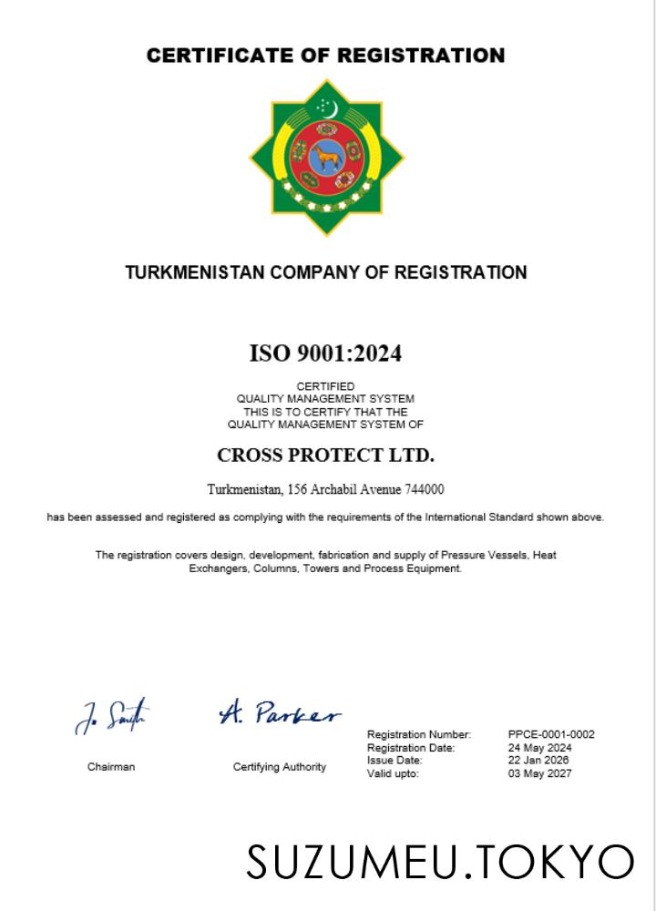 CERTIFICATE OF REGISTRATION
TURKMENISTAN COMPANY OF REGISTRATION
ISO 9001:2024
CERTIFIED
QUALITY MANAGEMENT SYSTEM
THIS IS TO CERTIFY THAT THE
QUALITY MANAGEMENT SYSTEM OF
CROSS PROTECT LTD.
Turkmenistan, 156 Archabil Avenue 744000
has been assessed and registered as complying with the requirements of the International Standard shown above.
The registration covers design, development, fabrication and supply of Pressure Vessels, Heat
Exchangers, Columns, Towers and Process Equipment.
Jo Smith
A. Parker
Chairman
Certifying Authority
Registration Number: PPCE-0001-0002
Registration Date: 24 May 2024
Issue Date: 22 Jan 2026
Valid upto: 03 May 2027
SUZUMEU.TOKYO